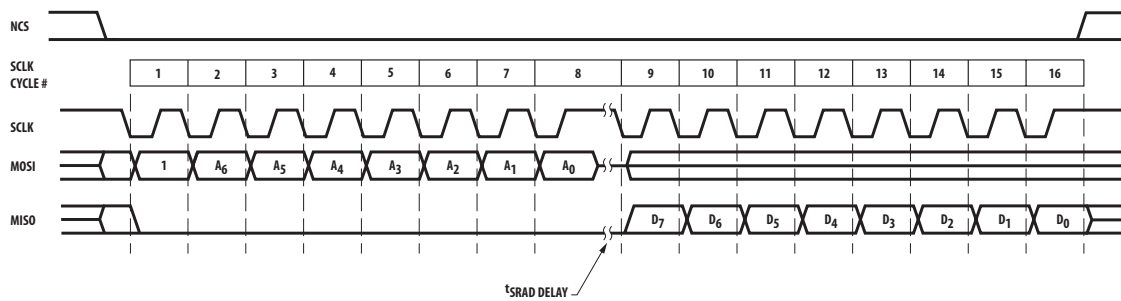 NCS
SCLK
CYCLE #
1 2 3 4 5 6 7 8 9 10 11 12 13 14 15 16
SCLK
MOSI 1 A6 A5 A4 A3 A2 A1 A0
MISO D7 D6 D5 D4 D3 D2 D1 D0
tSRAD DELAY